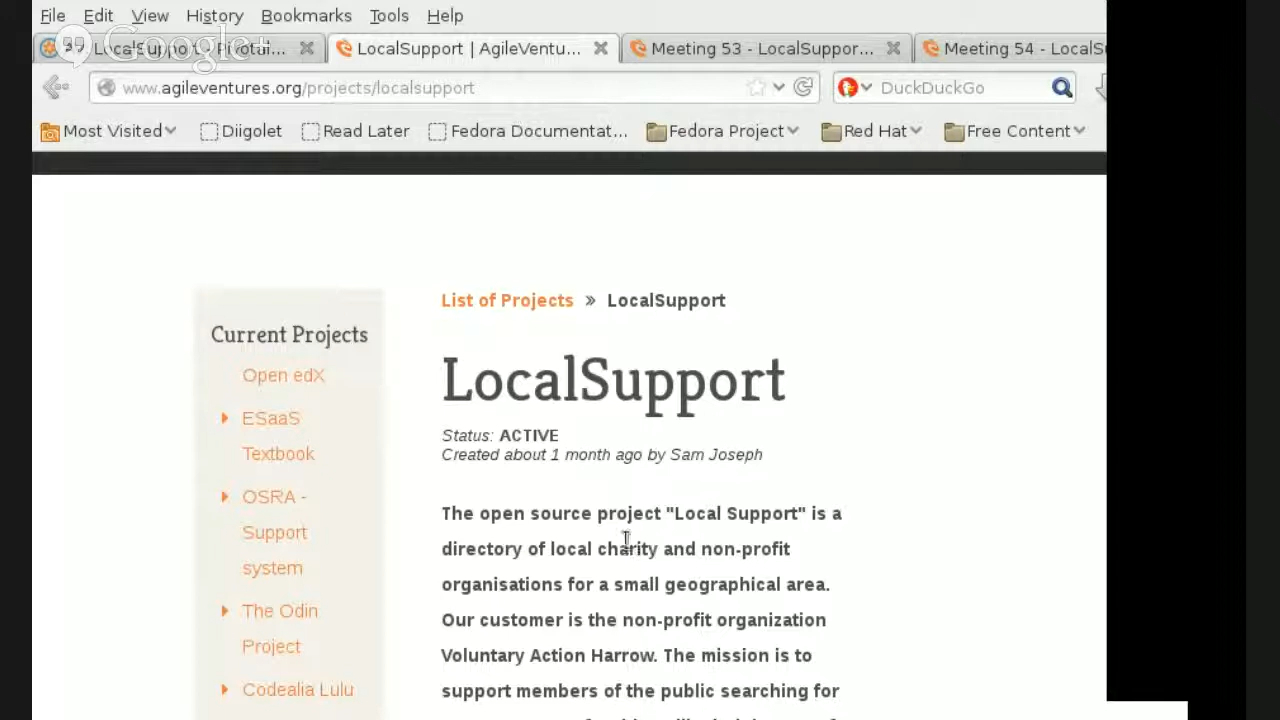 File Edit View History Bookmarks Tools Help
Google+
LocalSupport - Pivotal... LocalSupport | AgileVentu... Meeting 53 - LocalSuppor... Meeting 54 - LocalS
www.agileventures.org/projects/localsupport DuckDuckGo
Most Visited Diigolet Read Later Fedora Documentat... Fedora Project Red Hat Free Content
List of Projects » LocalSupport
Current Projects
Open edX
ESaaS
Textbook
OSRA -
Support
system
The Odin
Project
Codealia Lulu
LocalSupport
Status: ACTIVE
Created about 1 month ago by Sam Joseph
The open source project "Local Support" is a
directory of local charity and non-profit
organisations for a small geographical area.
Our customer is the non-profit organization
Voluntary Action Harrow. The mission is to
support members of the public searching for